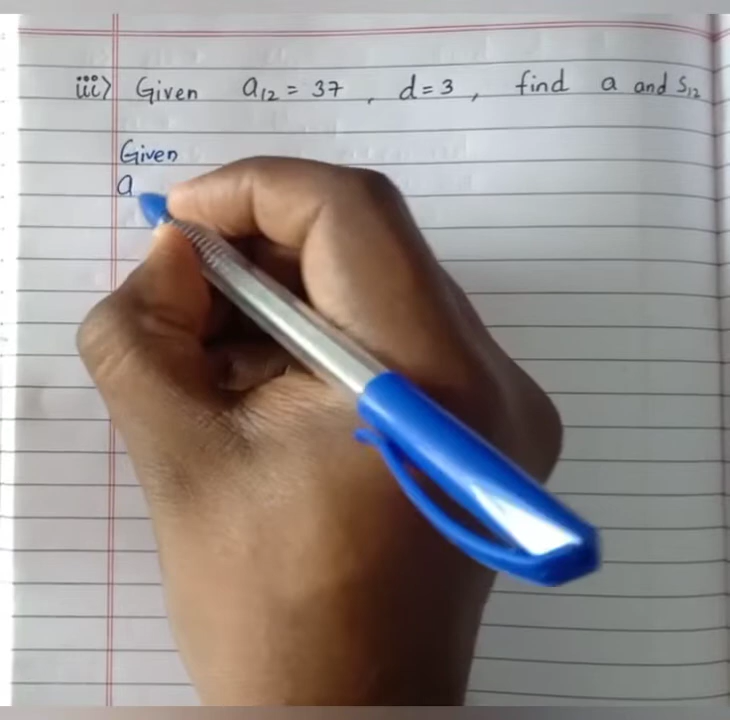 iii) Given a₁₂ = 37 , d = 3 , find a and S₁₂
Given
a